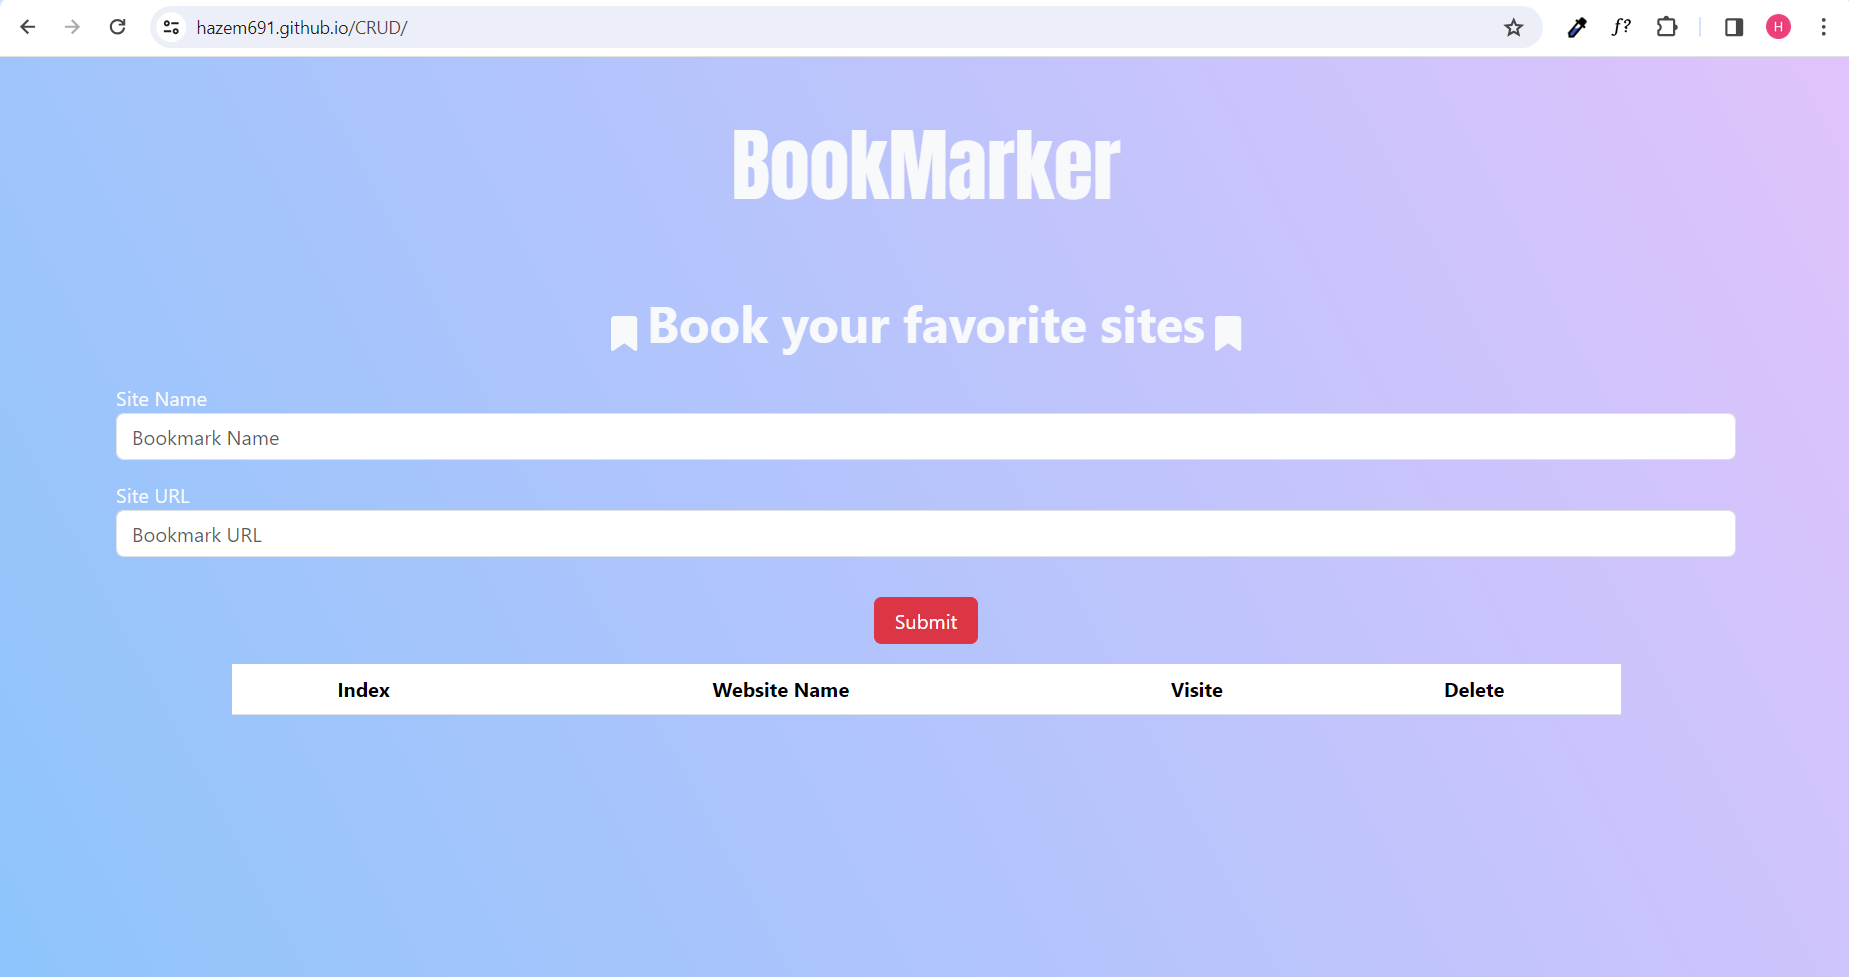 hazem691.github.io/CRUD/
f?
H
BookMarker
Book your favorite sites
Site Name
Bookmark Name
Site URL
Bookmark URL
Submit
Index Website Name Visite Delete